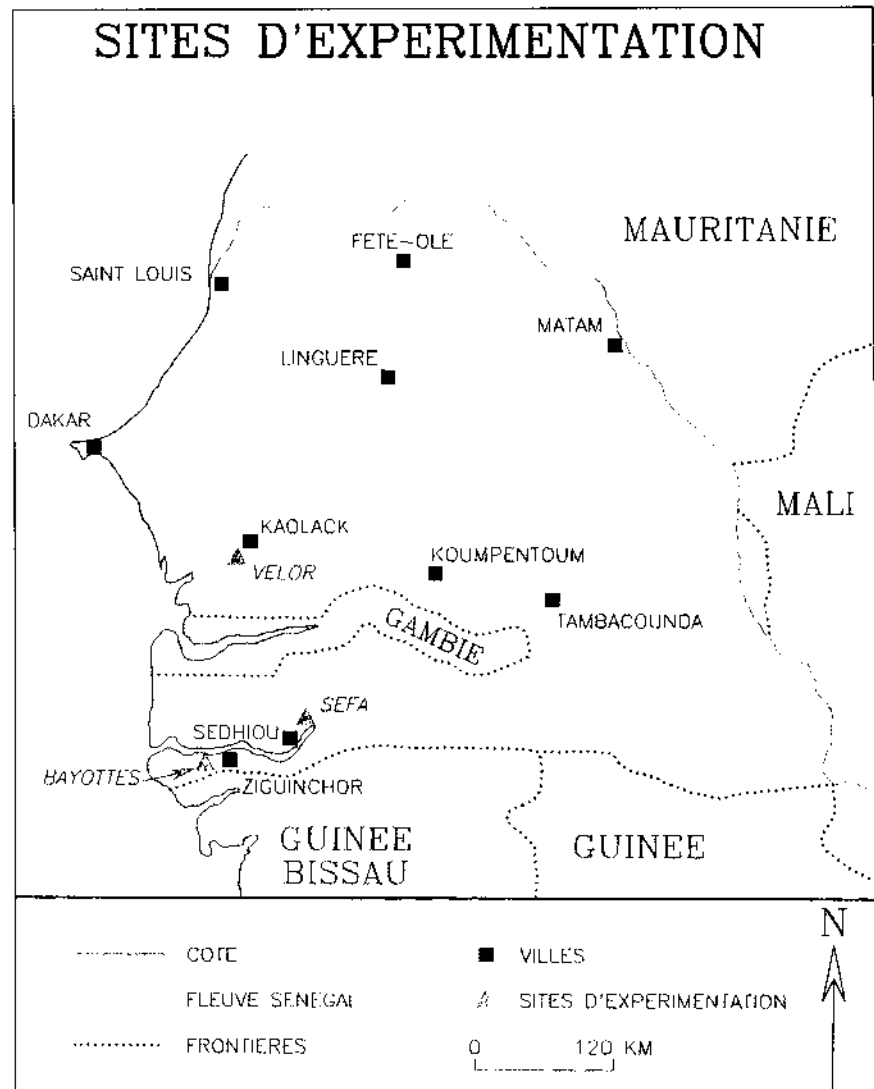 SITES D'EXPERIMENTATION
MAURITANIE
FETE-OLE
SAINT LOUIS
MATAM
LINGUERE
DAKAR
MALI
KAOLACK
KOUMPENTOUM
VELOR
TAMBACOUNDA
GAMBIE
SEFA
SEDHIOU
BAYOTTES
ZIGUINCHOR
GUINEE
BISSAU
GUINEE
N
COTE
VILLES
FLEUVE SENEGAL
SITES D'EXPERIMENTATION
FRONTIERES
0 120 KM